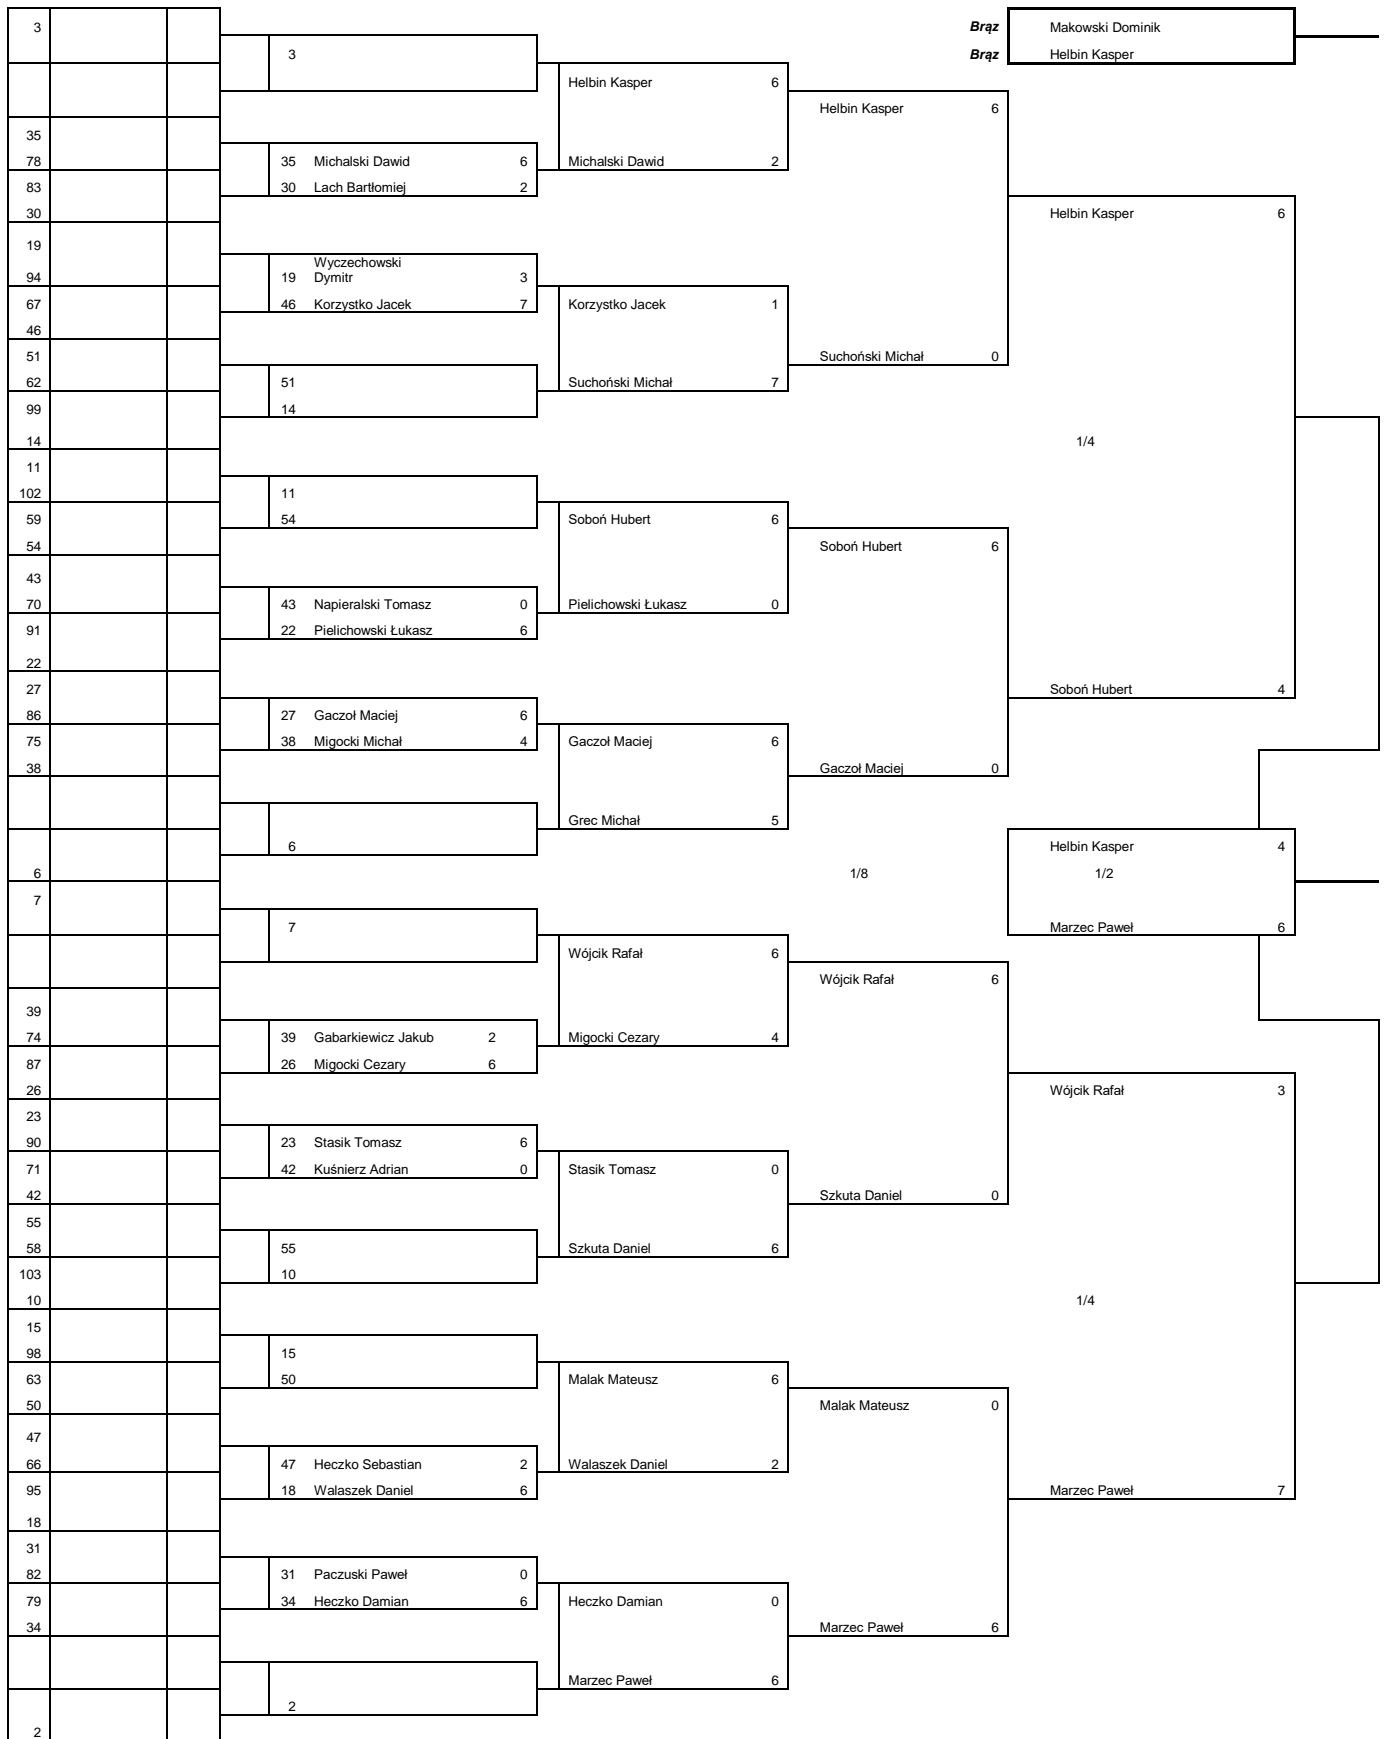 3
Brąz Makowski Dominik
3
Brąz Helbin Kasper
Helbin Kasper 6
Helbin Kasper 6
35
78
35 Michalski Dawid 6
Michalski Dawid 2
83
30 Lach Bartłomiej 2
30
Helbin Kasper 6
19
Wyczechowski
94
19 Dymitr 3
67
46 Korzystko Jacek 7
Korzystko Jacek 1
46
51
Suchoński Michał 0
62
51
Suchoński Michał 7
99
14
14
1/4
11
102
11
59
54
Soboń Hubert 6
54
Soboń Hubert 6
43
70
43 Napieralski Tomasz 0
Pielichowski Łukasz 0
91
22 Pielichowski Łukasz 6
22
27
Soboń Hubert 4
86
27 Gaczoł Maciej 6
75
38 Migocki Michał 4
Gaczoł Maciej 6
38
Gaczoł Maciej 0
Grec Michał 5
6
Helbin Kasper 4
6
1/8
1/2
7
7
Marzec Paweł 6
Wójcik Rafał 6
Wójcik Rafał 6
39
74
39 Gabarkiewicz Jakub 2
Migocki Cezary 4
87
26 Migocki Cezary 6
26
Wójcik Rafał 3
23
90
23 Stasik Tomasz 6
71
42 Kuśnierz Adrian 0
Stasik Tomasz 0
42
Szkuta Daniel 0
55
58
55
Szkuta Daniel 6
103
10
10
1/4
15
98
15
63
50
Malak Mateusz 6
50
Malak Mateusz 0
47
66
47 Heczko Sebastian 2
Walaszek Daniel 2
95
18 Walaszek Daniel 6
Marzec Paweł 7
18
31
82
31 Paczuski Paweł 0
79
34 Heczko Damian 6
Heczko Damian 0
34
Marzec Paweł 6
Marzec Paweł 6
2
2